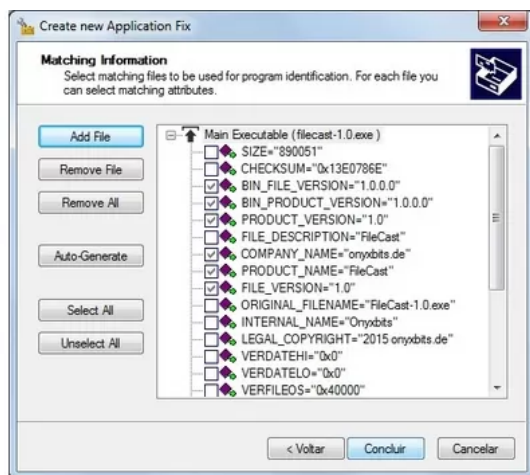 Create new Application Fix
Matching Information
Select matching files to be used for program identification. For each file you
can select matching attributes.
Add File
Remove File
Remove All
Auto-Generate
Select All
Unselect All
Main Executable (filecast-1.0.exe )
SIZE="890051"
CHECKSUM="0x13E0786E"
BIN_FILE_VERSION="1.0.0.0"
BIN_PRODUCT_VERSION="1.0.0.0"
PRODUCT_VERSION="1.0"
FILE_DESCRIPTION="FileCast"
COMPANY_NAME="onyxbits.de"
PRODUCT_NAME="FileCast"
FILE_VERSION="1.0"
ORIGINAL_FILENAME="FileCast-1.0.exe"
INTERNAL_NAME="Onyxbits"
LEGAL_COPYRIGHT="2015 onyxbits.de"
VERDATEHI="0x0"
VERDATELO="0x0"
VERFILEOS="0x40000"
< Voltar
Concluir
Cancelar